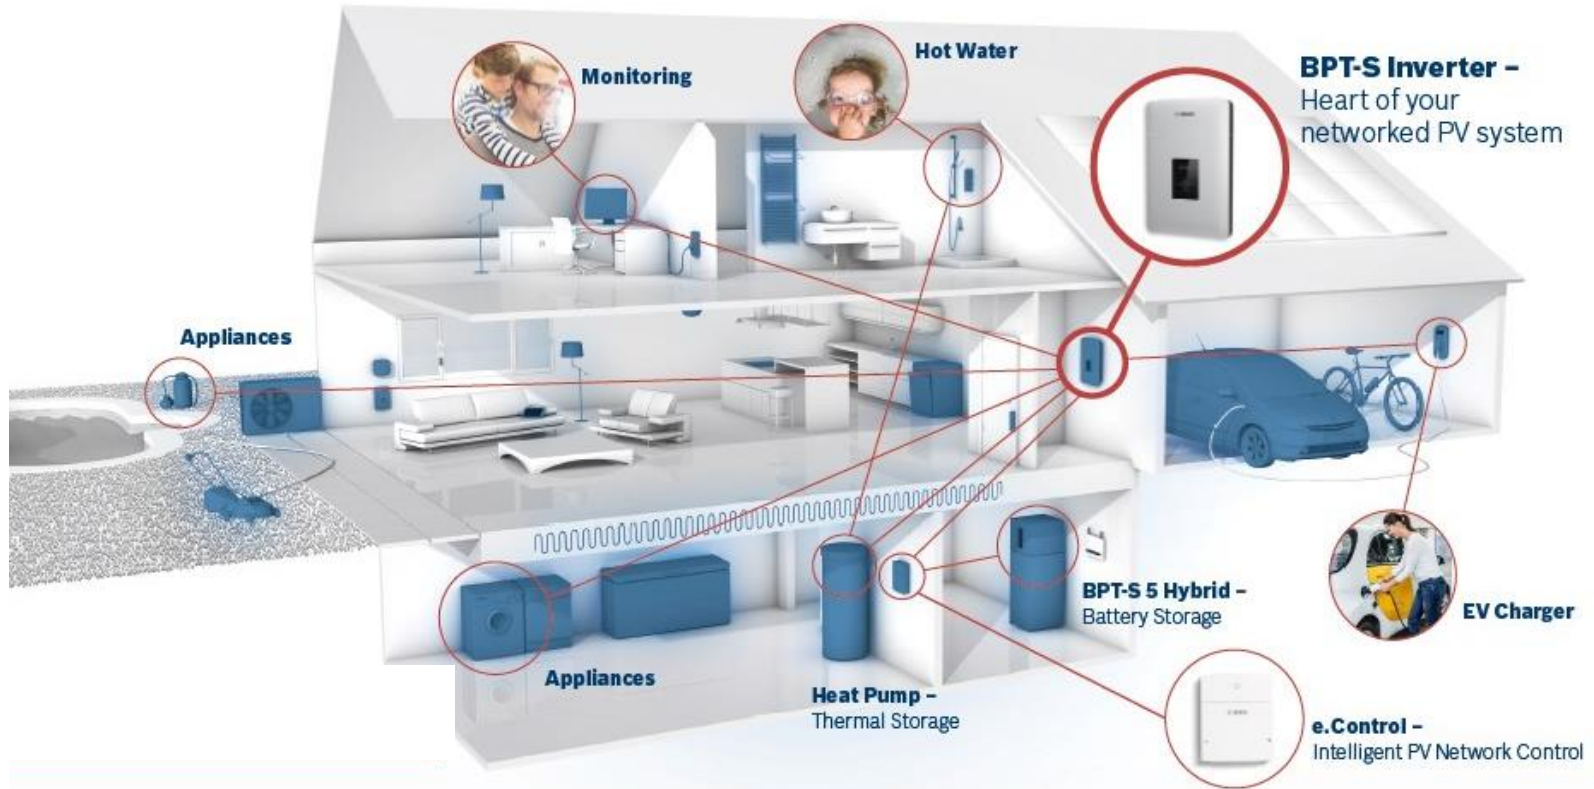 Monitoring
Hot Water
BPT-S Inverter –
Heart of your
networked PV system
Appliances
BPT-S 5 Hybrid –
Battery Storage
EV Charger
Appliances
Heat Pump –
Thermal Storage
e.Control –
Intelligent PV Network Control